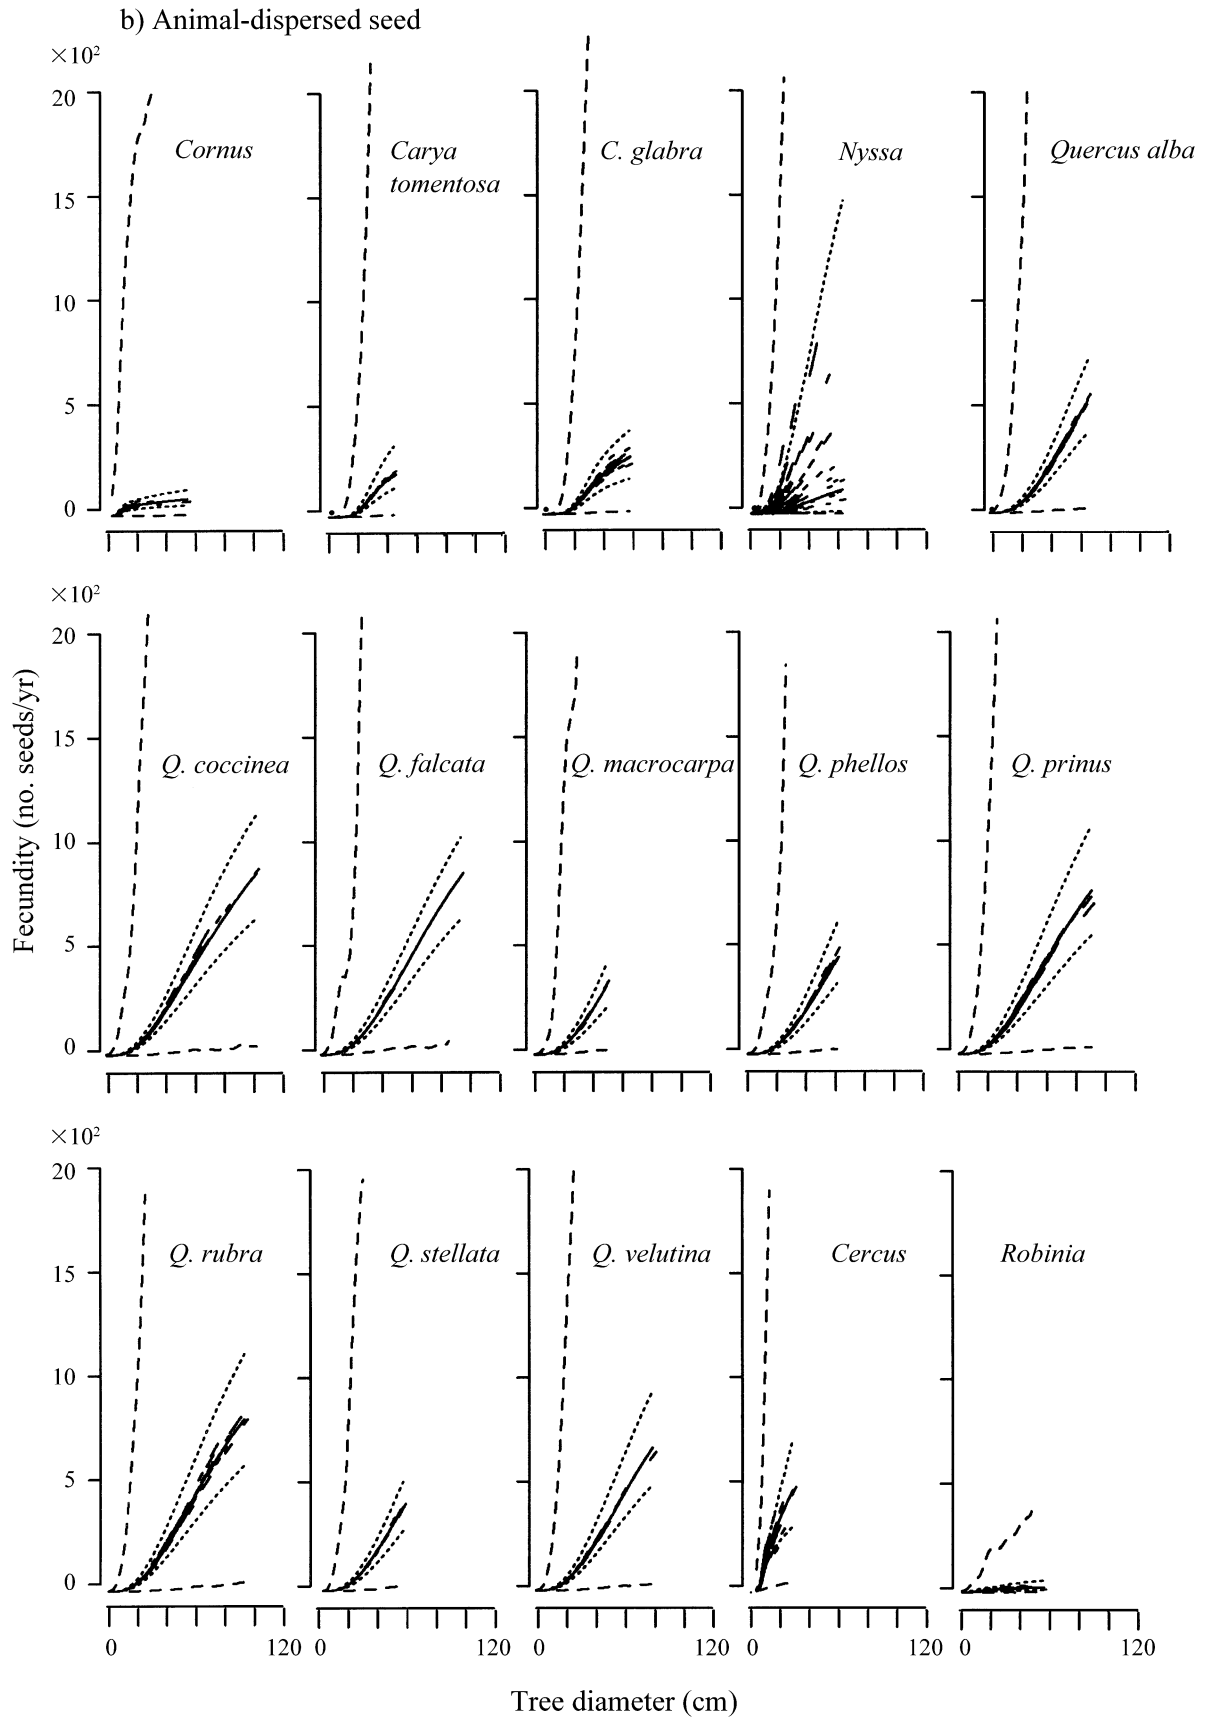 b) Animal-dispersed seed
×10²
20
15
10
5
0
Cornus
Carya
tomentosa
C. glabra
Nyssa
Quercus alba
×10²
20
15
10
5
0
Q. coccinea
Q. falcata
Q. macrocarpa
Q. phellos
Q. prinus
Fecundity (no. seeds/yr)
×10²
20
15
10
5
0
Q. rubra
Q. stellata
Q. velutina
Cercus
Robinia
0 120 0 120 0 120 0 120 0 120
Tree diameter (cm)